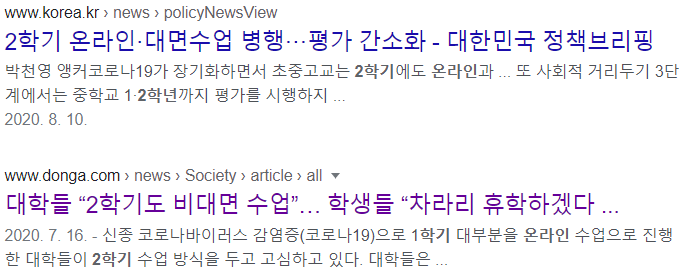 www.korea.kr › news › policyNewsView
2학기 온라인·대면수업 병행…평가 간소화 - 대한민국 정책브리핑
박천영 앵커코로나19가 장기화하면서 초중고교는 2학기에도 온라인과 ... 또 사회적 거리두기 3단
계에서는 중학교 1·2학년까지 평가를 시행하지 ...
2020. 8. 10.
www.donga.com › news › Society › article › all
대학들 “2학기도 비대면 수업”… 학생들 “차라리 휴학하겠다 ...
2020. 7. 16. - 신종 코로나바이러스 감염증(코로나19)으로 1학기 대부분을 온라인 수업으로 진행
한 대학들이 2학기 수업 방식을 두고 고심하고 있다. 대학들은 ...